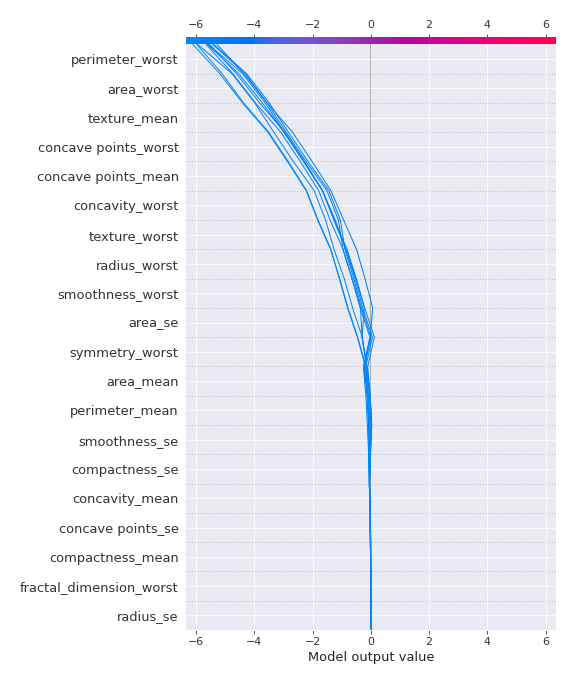 −6 −4 −2 0 2 4 6
perimeter_worst
area_worst
texture_mean
concave points_worst
concave points_mean
concavity_worst
texture_worst
radius_worst
smoothness_worst
area_se
symmetry_worst
area_mean
perimeter_mean
smoothness_se
compactness_se
concavity_mean
concave points_se
compactness_mean
fractal_dimension_worst
radius_se
−6 −4 −2 0 2 4 6
Model output value